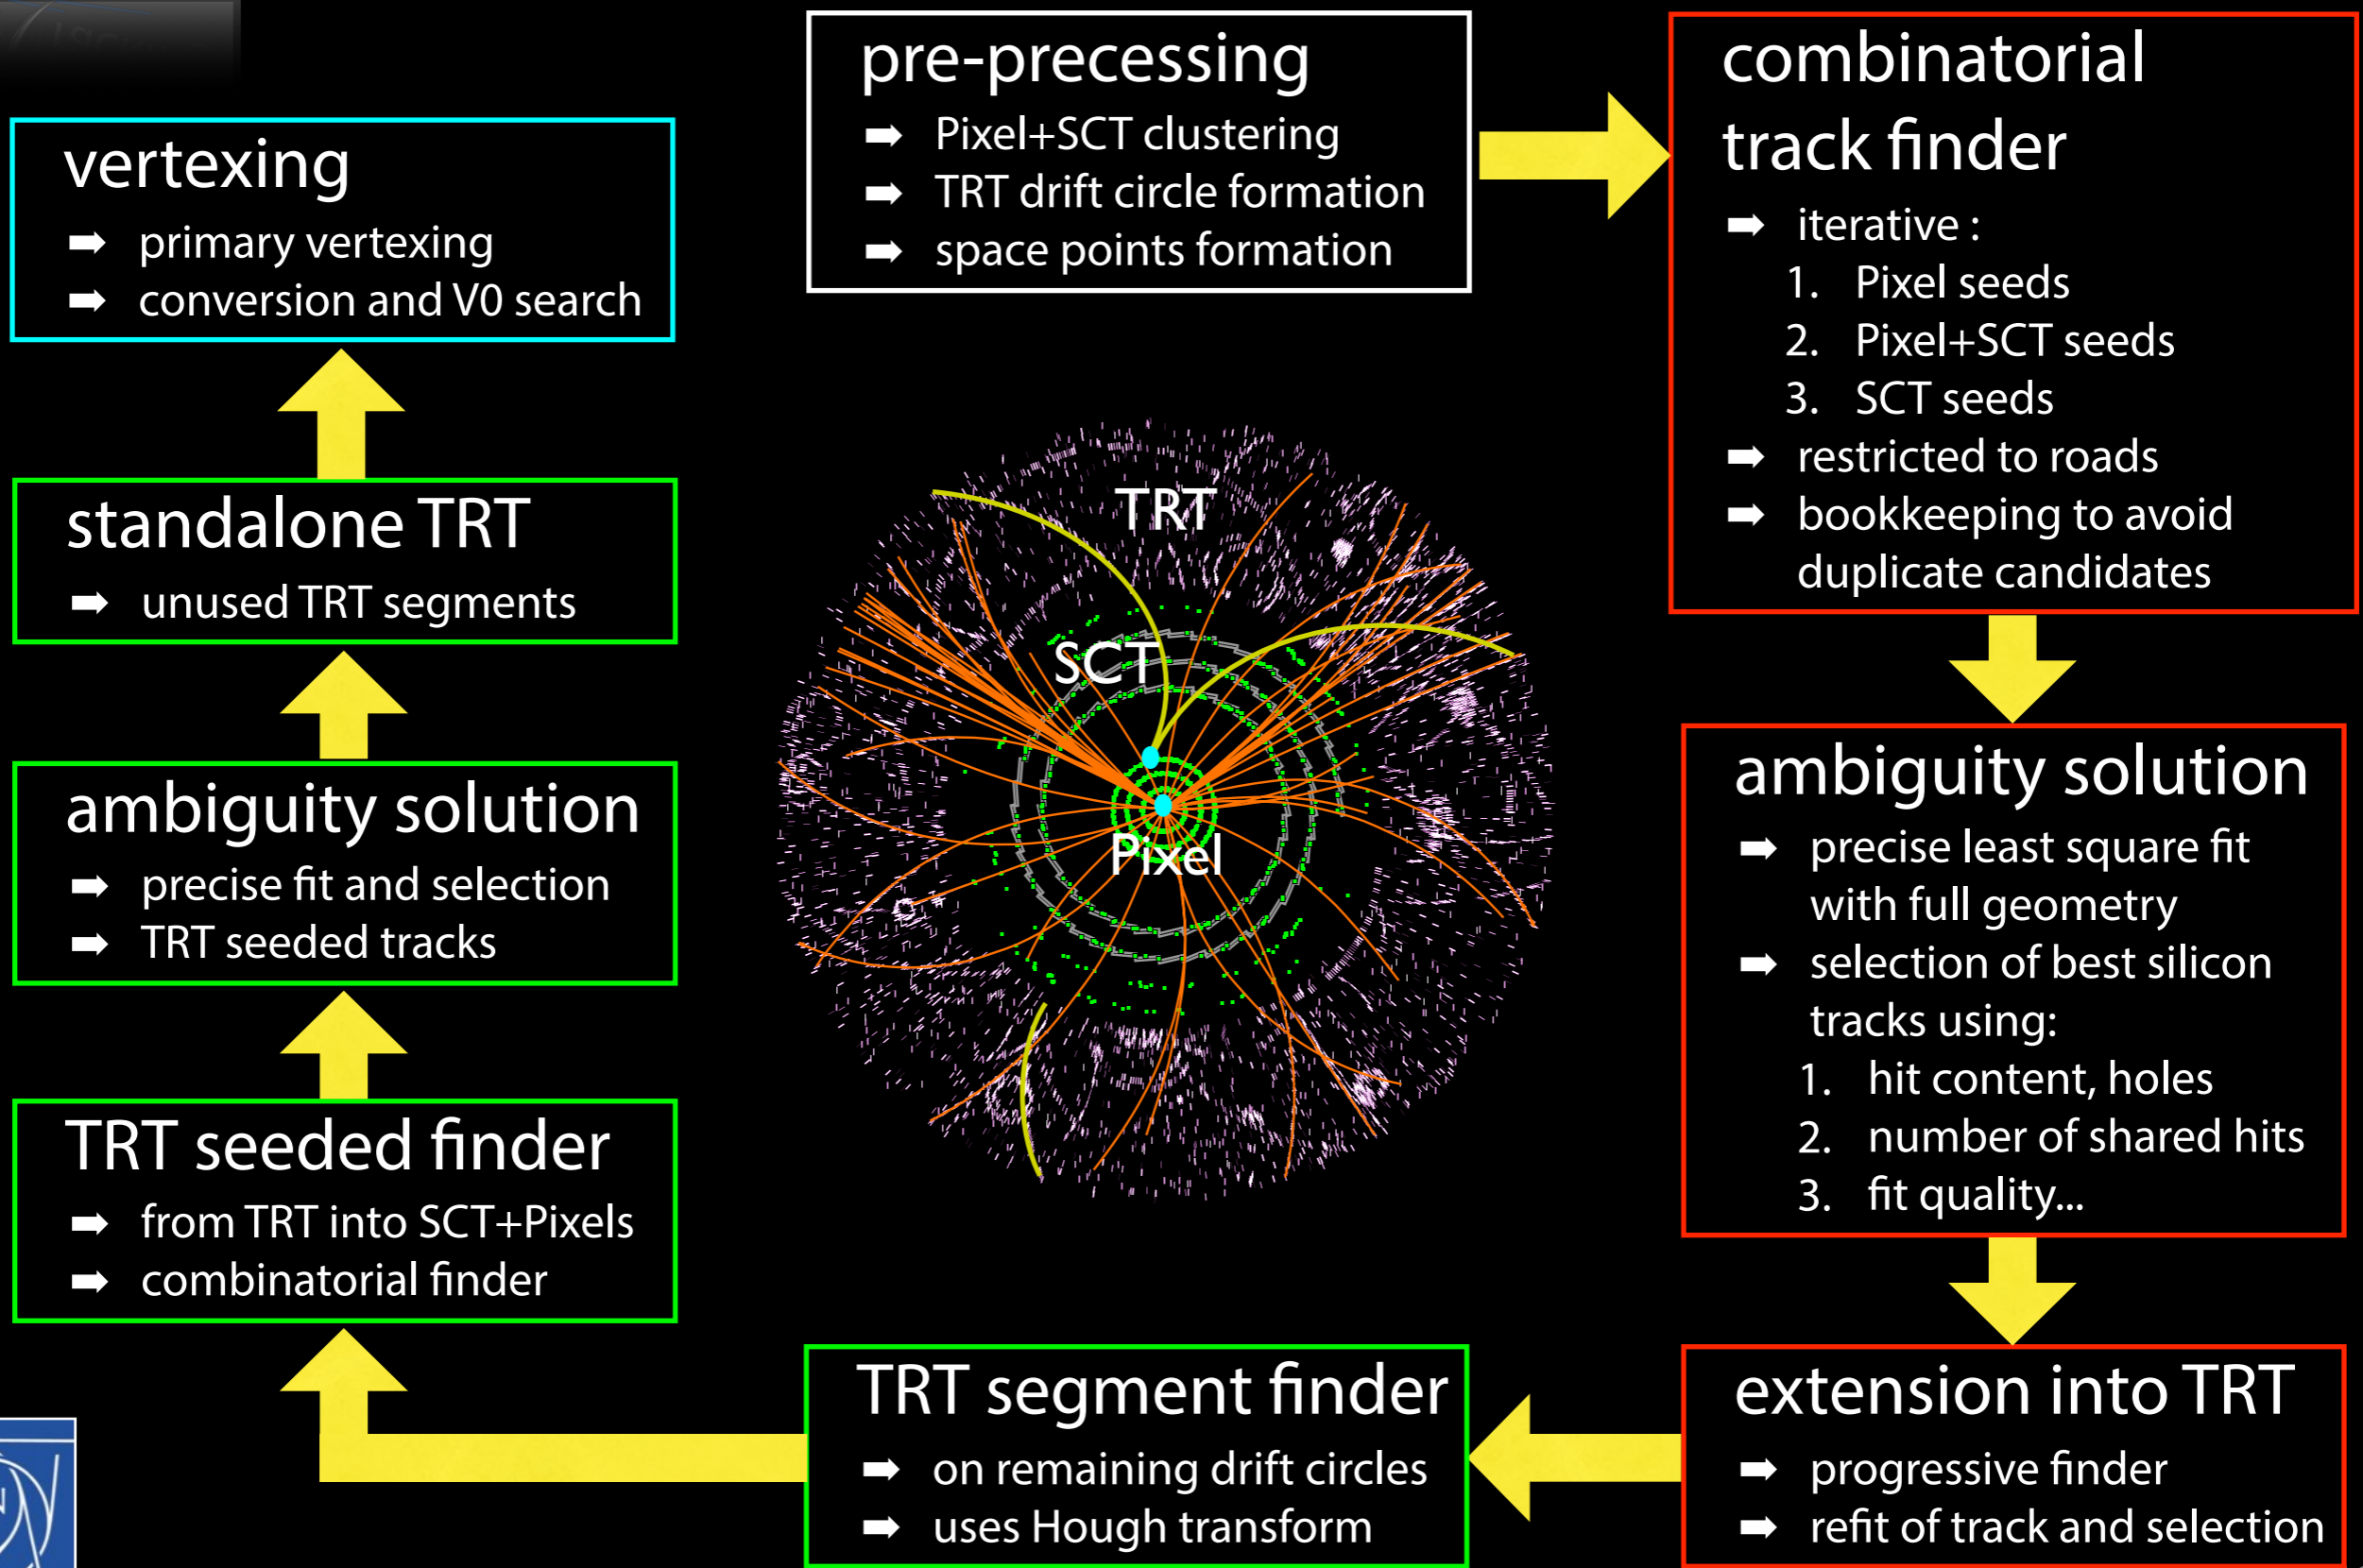 pre-precessing
➡ Pixel+SCT clustering
➡ TRT drift circle formation
➡ space points formation
combinatorial
track finder
➡ iterative :
1. Pixel seeds
2. Pixel+SCT seeds
3. SCT seeds
➡ restricted to roads
➡ bookkeeping to avoid
duplicate candidates
ambiguity solution
➡ precise least square fit
with full geometry
➡ selection of best silicon
tracks using:
1. hit content, holes
2. number of shared hits
3. fit quality...
extension into TRT
➡ progressive finder
➡ refit of track and selection
TRT segment finder
➡ on remaining drift circles
➡ uses Hough transform
TRT seeded finder
➡ from TRT into SCT+Pixels
➡ combinatorial finder
ambiguity solution
➡ precise fit and selection
➡ TRT seeded tracks
standalone TRT
➡ unused TRT segments
vertexing
➡ primary vertexing
➡ conversion and V0 search
TRT
SCT
Pixel